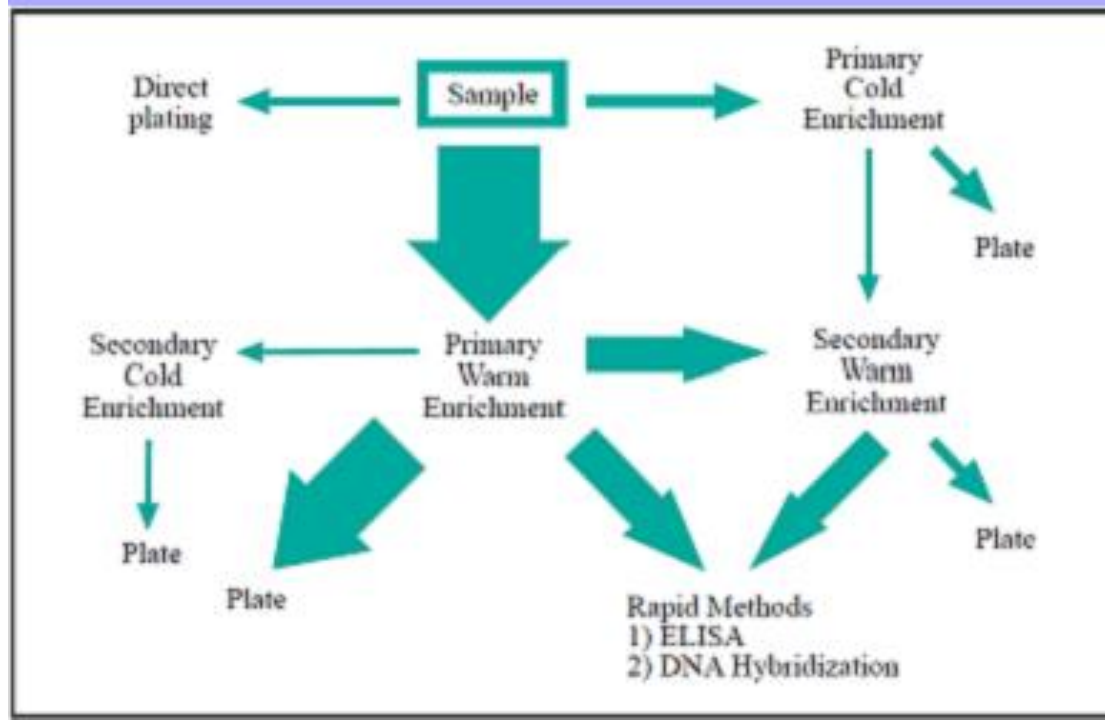 Direct
plating
Sample
Primary
Cold
Enrichment
Plate
Secondary
Cold
Enrichment
Primary
Warm
Enrichment
Secondary
Warm
Enrichment
Plate
Plate
Plate
Rapid Methods
1) ELISA
2) DNA Hybridization